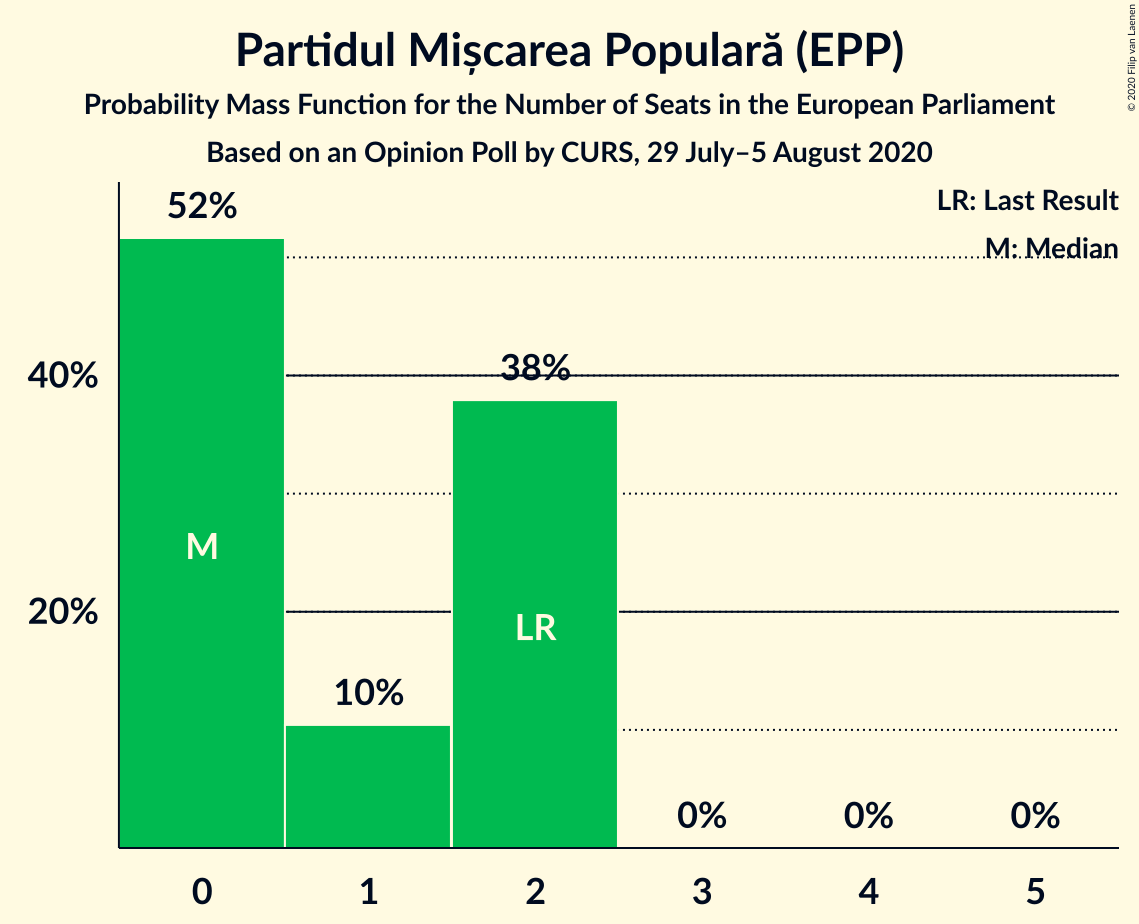 Partidul Mișcarea Populară (EPP)
Probability Mass Function for the Number of Seats in the European Parliament
Based on an Opinion Poll by CURS, 29 July–5 August 2020
© 2020 Filip van Laenen
LR: Last Result
M: Median
52%
40%
38%
M
20%
LR
10%
0%
0%
0%
0
1
2
3
4
5